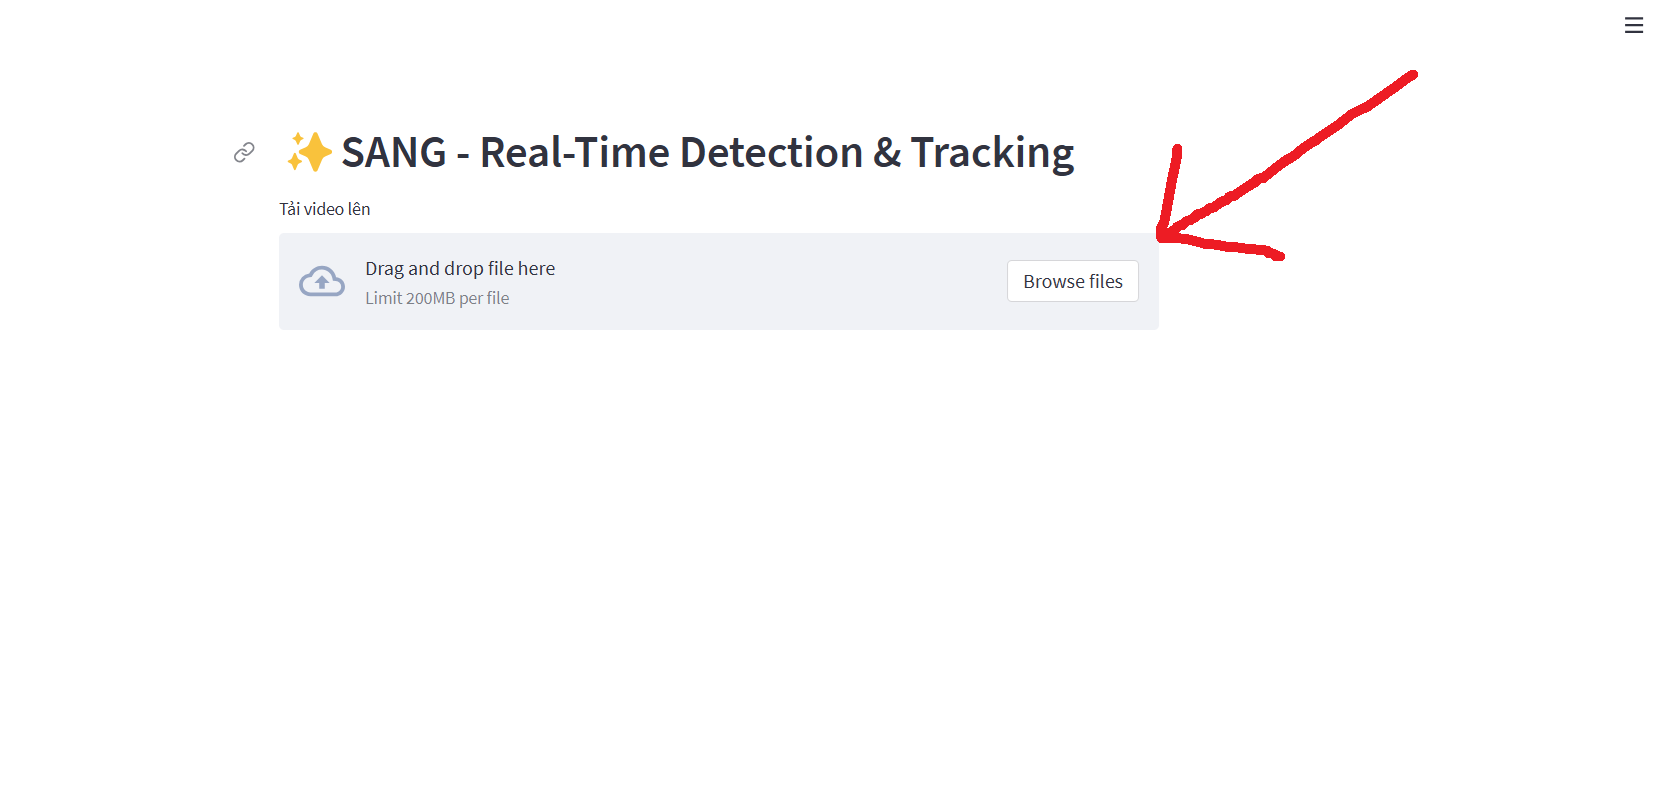 ✨ SANG - Real-Time Detection & Tracking
Tải video lên
Drag and drop file here
Limit 200MB per file
Browse files